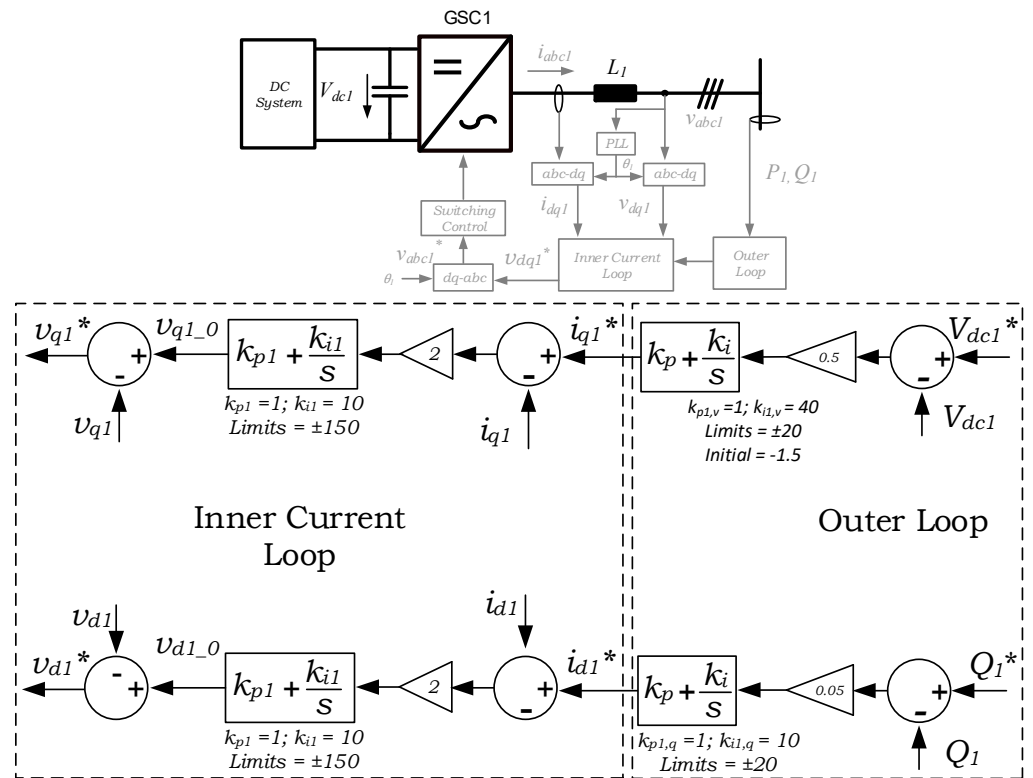 GSC1
DC
System
V_dc1
i_abc1
L_1
v_abc1
PLL
θ_1
abc-dq
abc-dq
i_dq1
v_dq1
P_1, Q_1
Switching
Control
v_abc1*
θ_1
dq-abc
v_dq1*
Inner Current
Loop
Outer
Loop
v_q1*
+
-
v_q1
v_q1_0
k_p1 + k_i1/s
k_p1 =1; k_i1 = 10
Limits = ±150
2
+
-
i_q1
i_q1*
k_p + k_i/s
k_p1,v =1; k_i1,v = 40
Limits = ±20
Initial = -1.5
0.5
+
-
V_dc1*
V_dc1
Inner Current
Loop
Outer Loop
v_d1
v_d1*
-
+
v_d1_0
k_p1 + k_i1/s
k_p1 =1; k_i1 = 10
Limits = ±150
2
i_d1
+
-
i_d1*
k_p + k_i/s
k_p1,q =1; k_i1,q = 10
Limits = ±20
0.05
+
-
Q_1*
Q_1